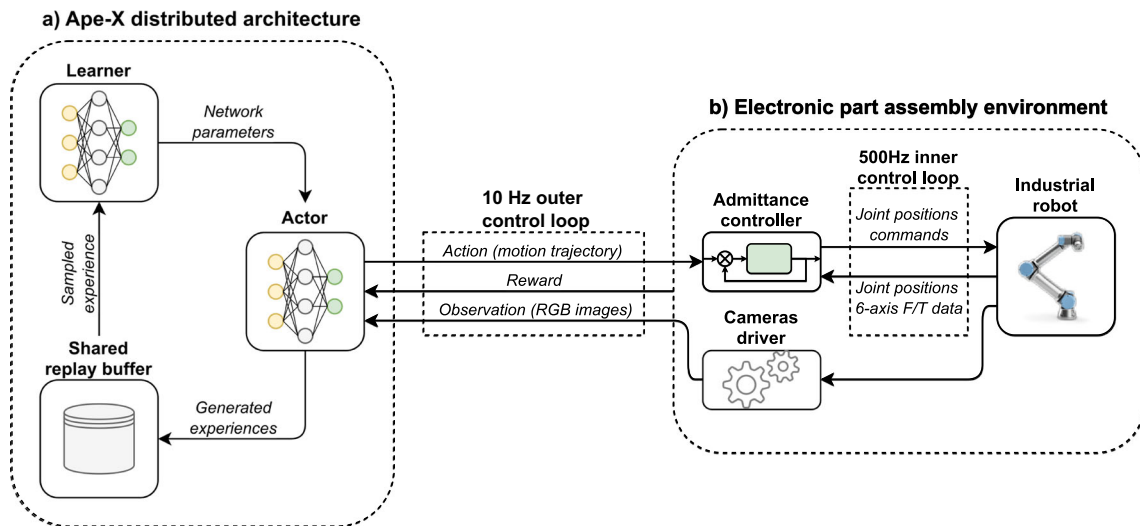 a) Ape-X distributed architecture
Learner
Network
parameters
Actor
Sampled
experience
Shared
replay buffer
Generated
experiences
10 Hz outer
control loop
Action (motion trajectory)
Reward
Observation (RGB images)
b) Electronic part assembly environment
500Hz inner
control loop
Admittance
controller
Industrial
robot
Joint positions
commands
Joint positions
6-axis F/T data
Cameras
driver